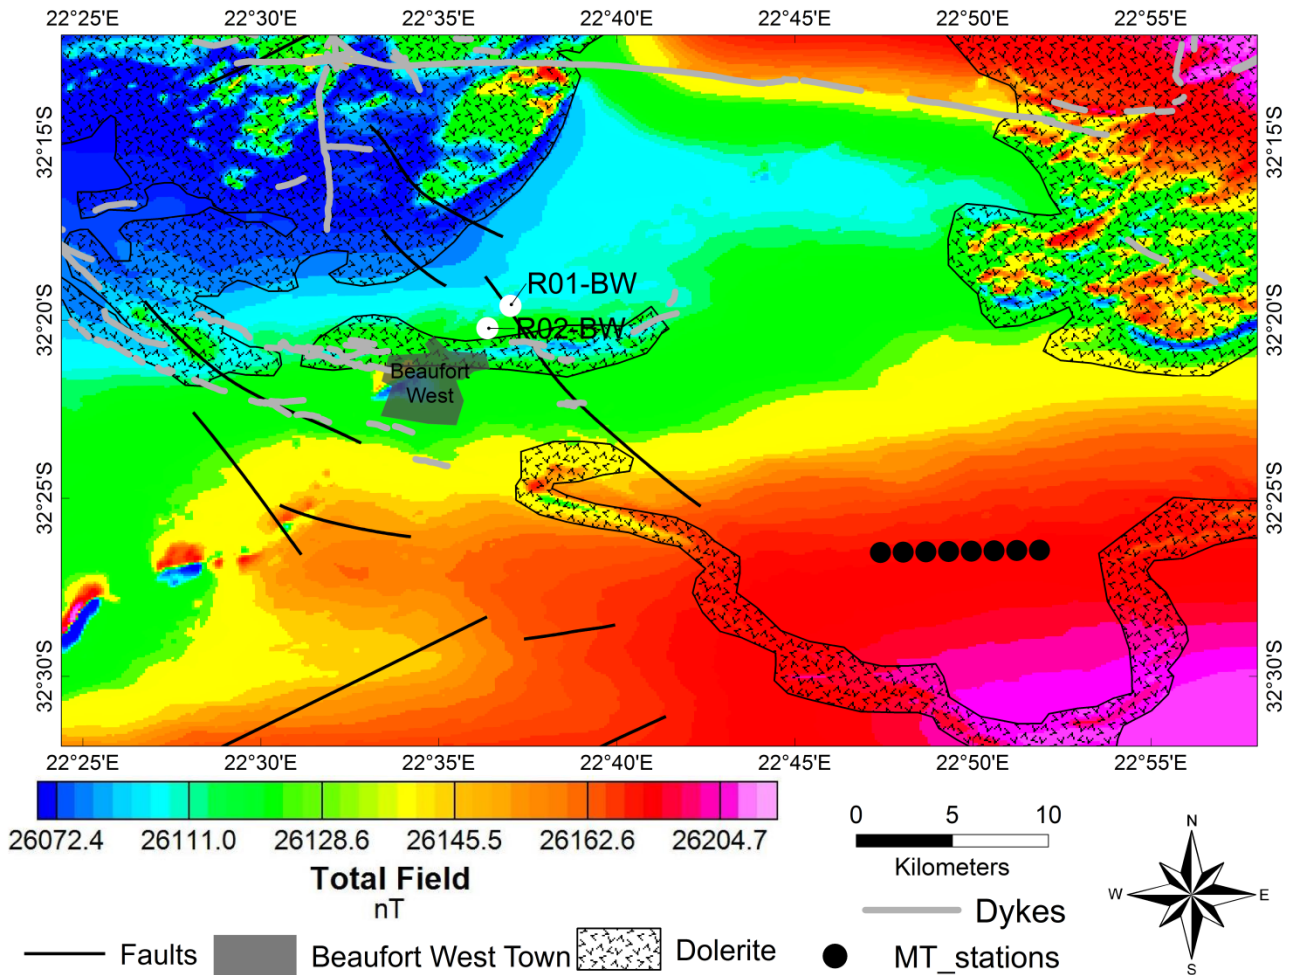 22°25'E 22°30'E 22°35'E 22°40'E 22°45'E 22°50'E 22°55'E
32°15'S 32°15'S
R01-BW
32°20'S 32°20'S
R02-BW
Beaufort
West
32°25'S 32°25'S
32°30'S 32°30'S
22°25'E 22°30'E 22°35'E 22°40'E 22°45'E 22°50'E 22°55'E
26072.4 26111.0 26128.6 26145.5 26162.6 26204.7
Total Field
nT
0 5 10
Kilometers
N
W E
S
Dykes
Faults Beaufort West Town Dolerite MT_stations